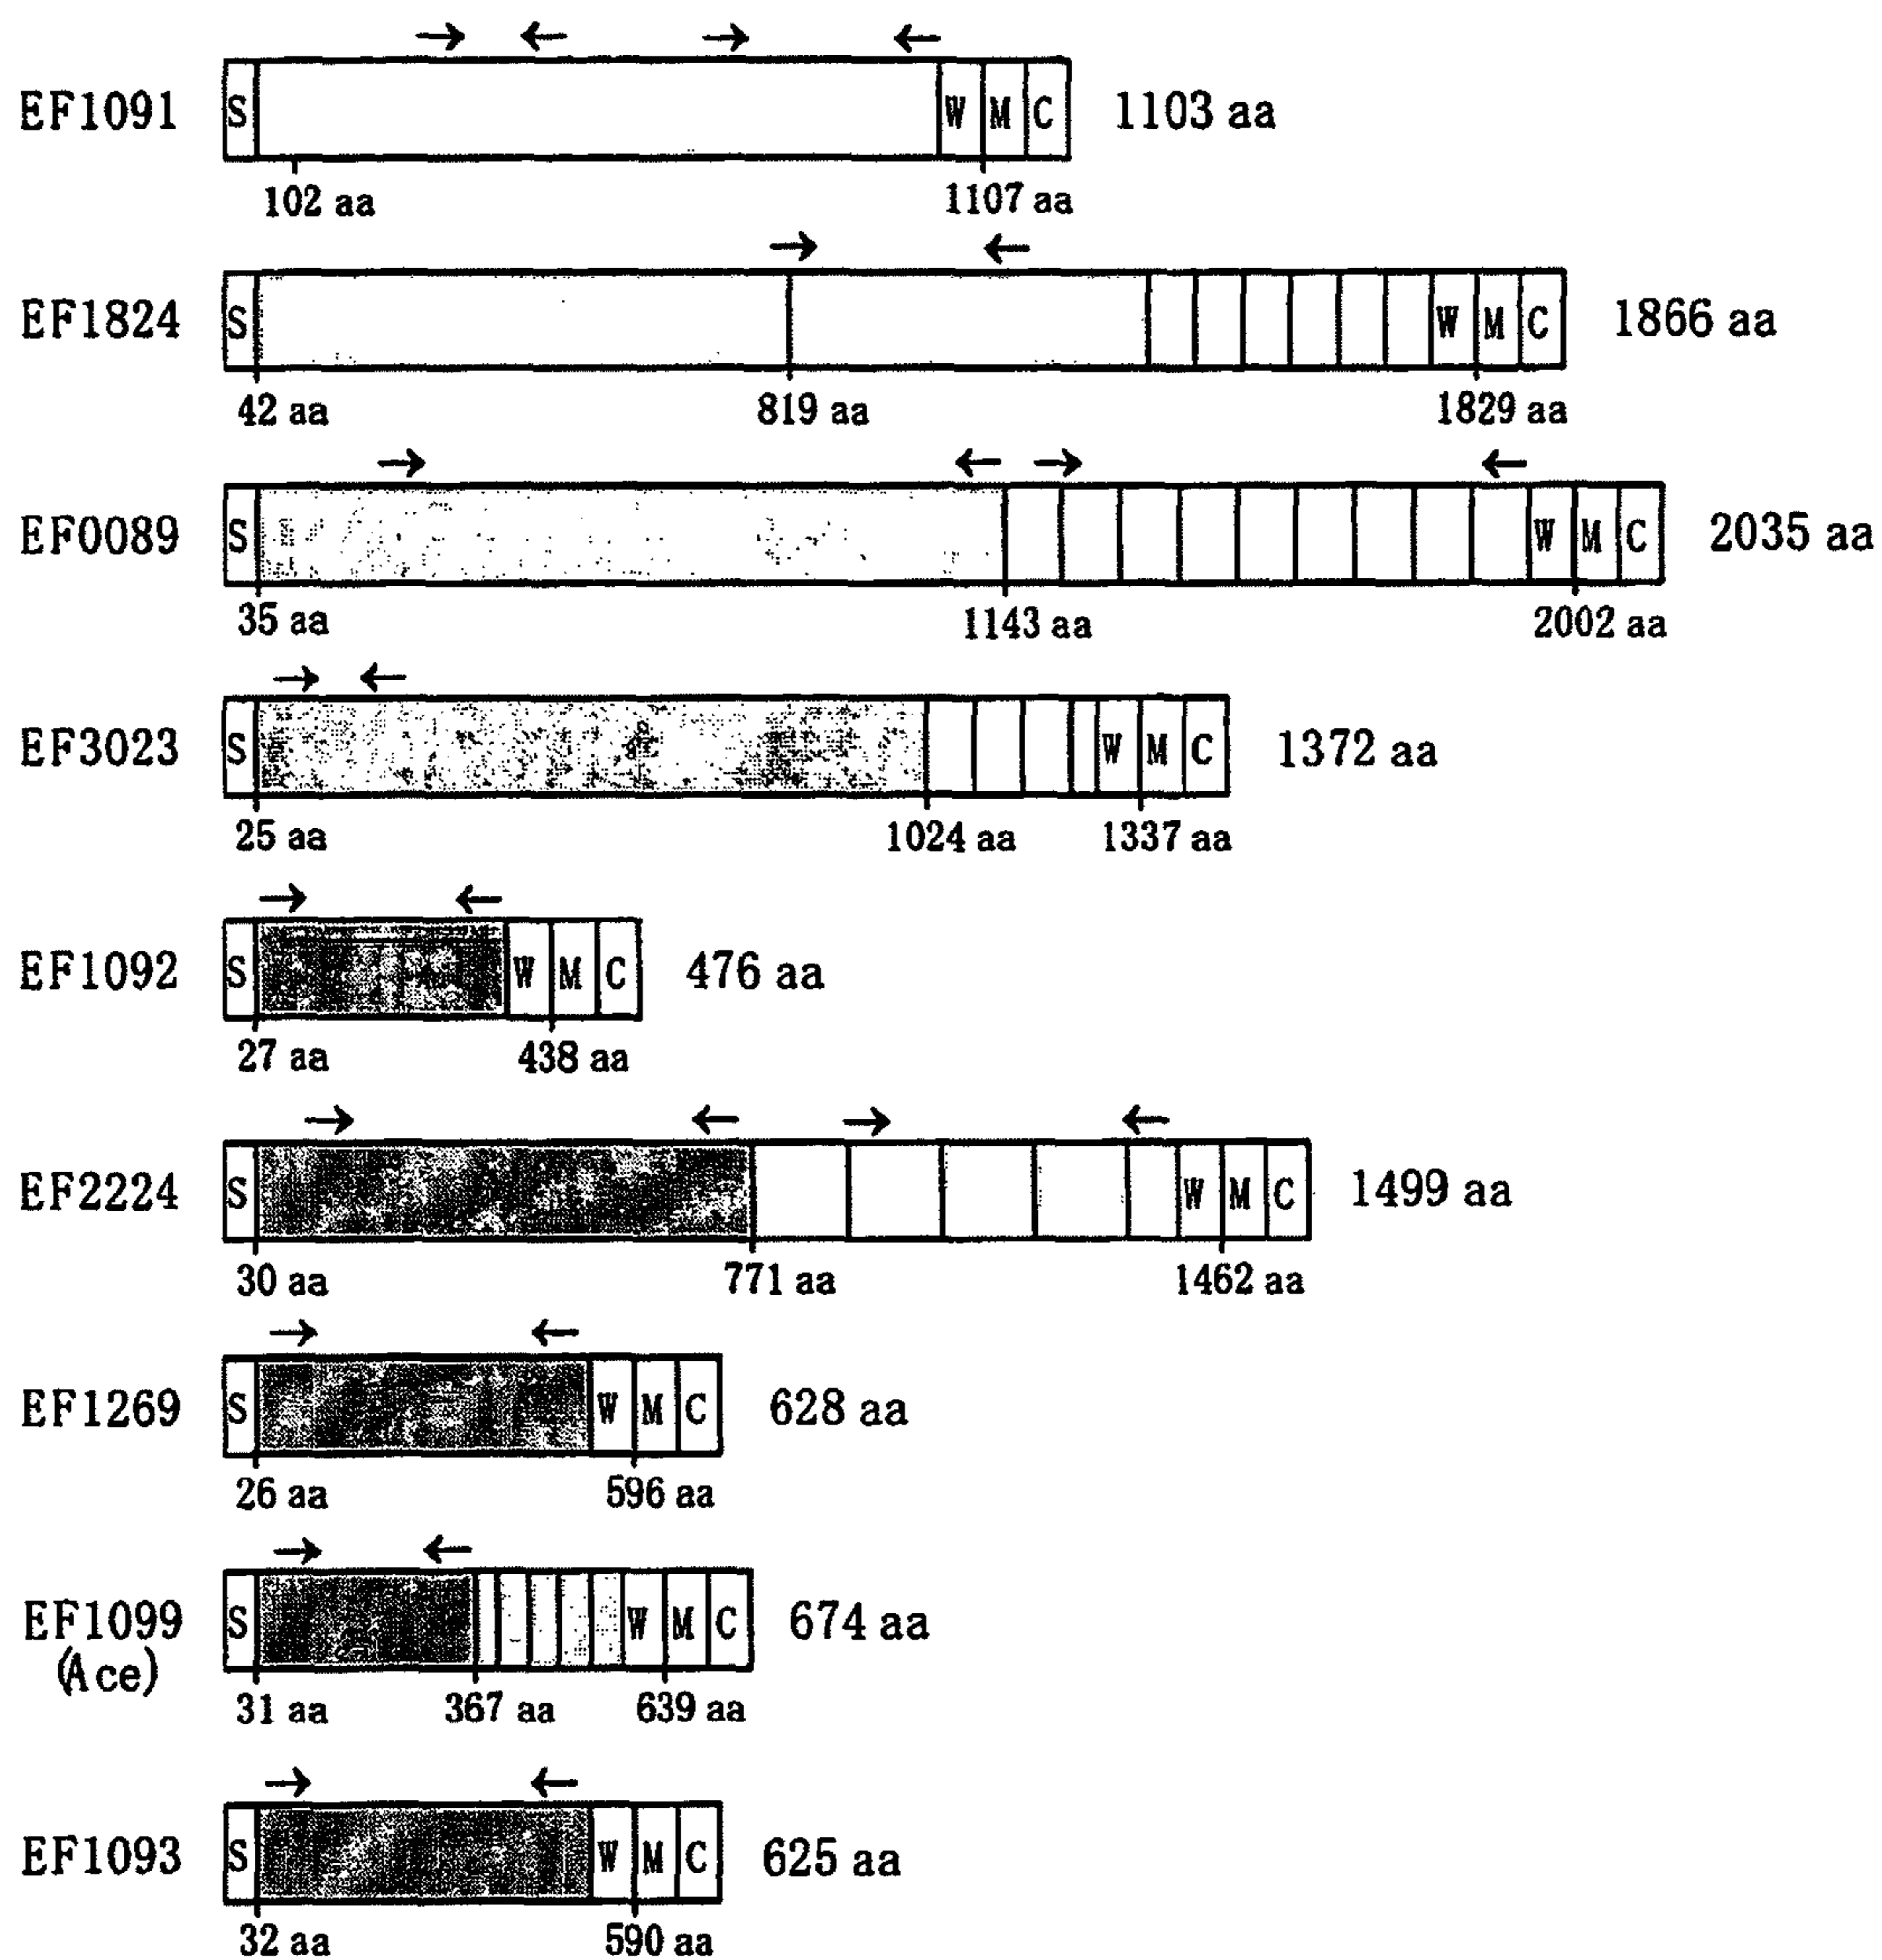 EF1091 S W M C 1103 aa
102 aa 1107 aa
EF1824 S W M C 1866 aa
42 aa 819 aa 1829 aa
EF0089 S W M C 2035 aa
35 aa 1143 aa 2002 aa
EF3023 S W M C 1372 aa
25 aa 1024 aa 1337 aa
EF1092 S W M C 476 aa
27 aa 438 aa
EF2224 S W M C 1499 aa
30 aa 771 aa 1462 aa
EF1269 S W M C 628 aa
26 aa 596 aa
EF1099 S W M C 674 aa
(Ace)
31 aa 367 aa 639 aa
EF1093 S W M C 625 aa
32 aa 590 aa